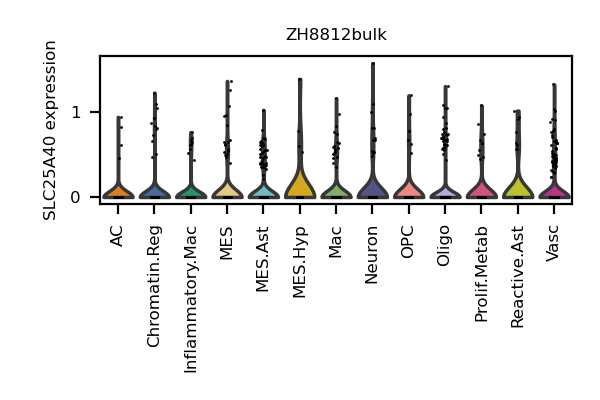 ZH8812bulk
SLC25A40 expression
1
0
AC
Chromatin.Reg
Inflammatory.Mac
MES
MES.Ast
MES.Hyp
Mac
Neuron
OPC
Oligo
Prolif.Metab
Reactive.Ast
Vasc